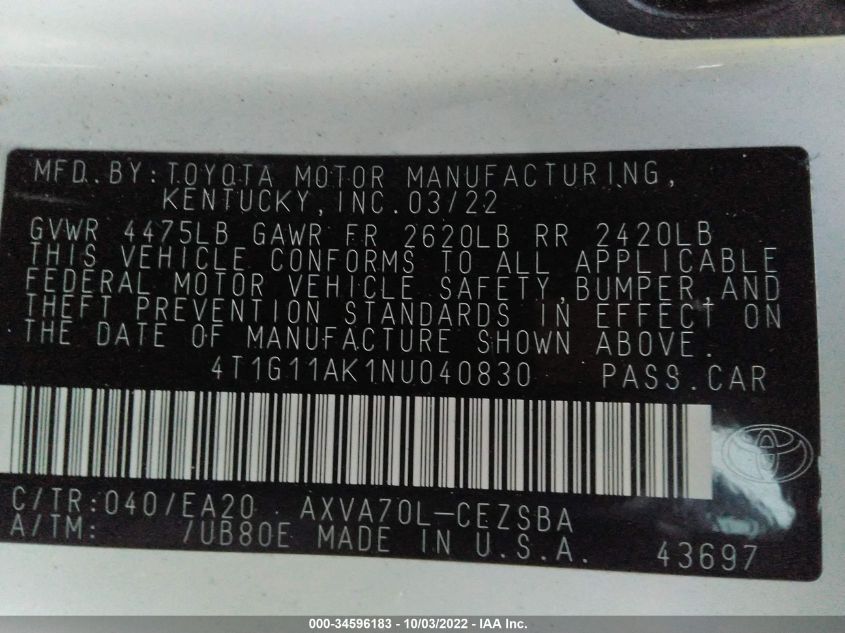 MFD. BY: TOYOTA MOTOR MANUFACTURING,
KENTUCKY, INC. 03/22
GVWR 4475LB GAWR FR 2620LB RR 2420LB
THIS VEHICLE CONFORMS TO ALL APPLICABLE
FEDERAL MOTOR VEHICLE SAFETY, BUMPER, AND
THEFT PREVENTION STANDARDS IN EFFECT ON
THE DATE OF MANUFACTURE SHOWN ABOVE.
4T1G11AK1NU040830 PASS.CAR
C/TR:040/EA20 AXVA70L-CEZSBA
A/TM: /UB80E MADE IN U.S.A. 43697
000-34596183 - 10/03/2022 - IAA Inc.